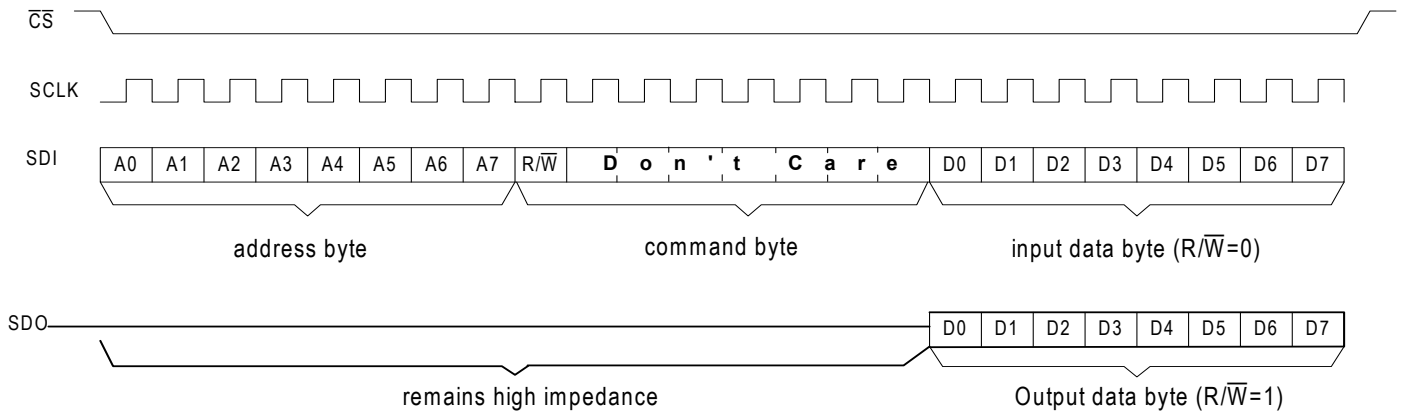 C̅S̅
SCLK
SDI A0 A1 A2 A3 A4 A5 A6 A7 R/W̅ Don't Care D0 D1 D2 D3 D4 D5 D6 D7
address byte command byte input data byte (R/W̅=0)
SDO D0 D1 D2 D3 D4 D5 D6 D7
remains high impedance Output data byte (R/W̅=1)